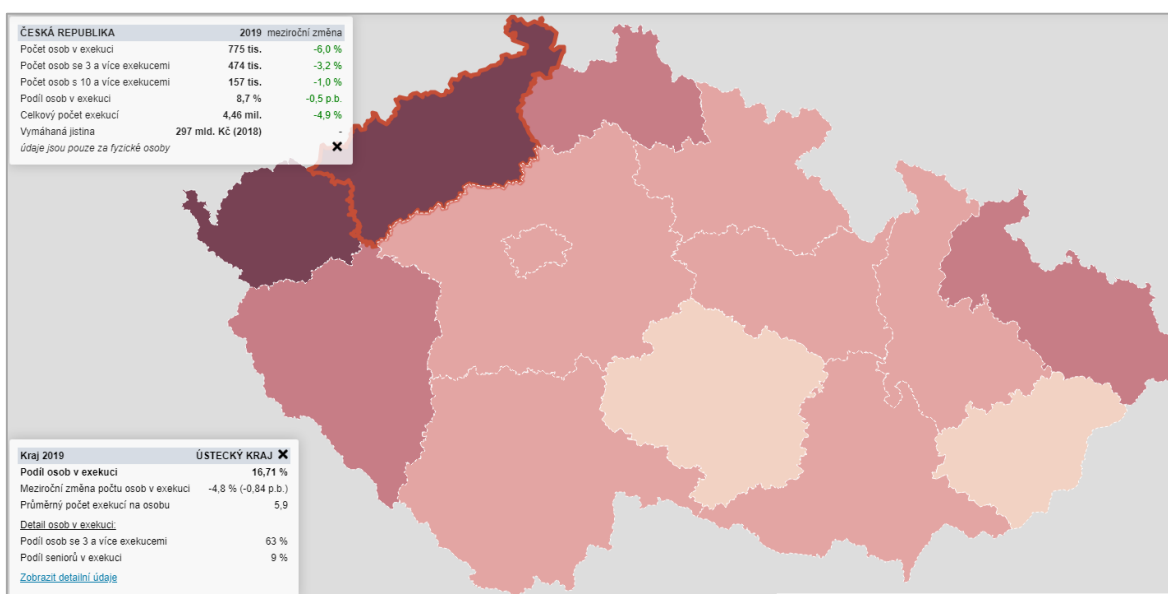 ČESKÁ REPUBLIKA 2019 meziroční změna
Počet osob v exekuci 775 tis. -6,0 %
Počet osob se 3 a více exekucemi 474 tis. -3,2 %
Počet osob s 10 a více exekucemi 157 tis. -1,0 %
Podíl osob v exekuci 8,7 % -0,5 p.b.
Celkový počet exekucí 4,46 mil. -4,9 %
Vymáhaná jistina 297 mld. Kč (2018) -
údaje jsou pouze za fyzické osoby
Kraj 2019 ÚSTECKÝ KRAJ
Podíl osob v exekuci 16,71 %
Meziroční změna počtu osob v exekuci -4,8 % (-0,84 p.b.)
Průměrný počet exekucí na osobu 5,9
Detail osob v exekuci:
Podíl osob se 3 a více exekucemi 63 %
Podíl seniorů v exekuci 9 %
Zobrazit detailní údaje